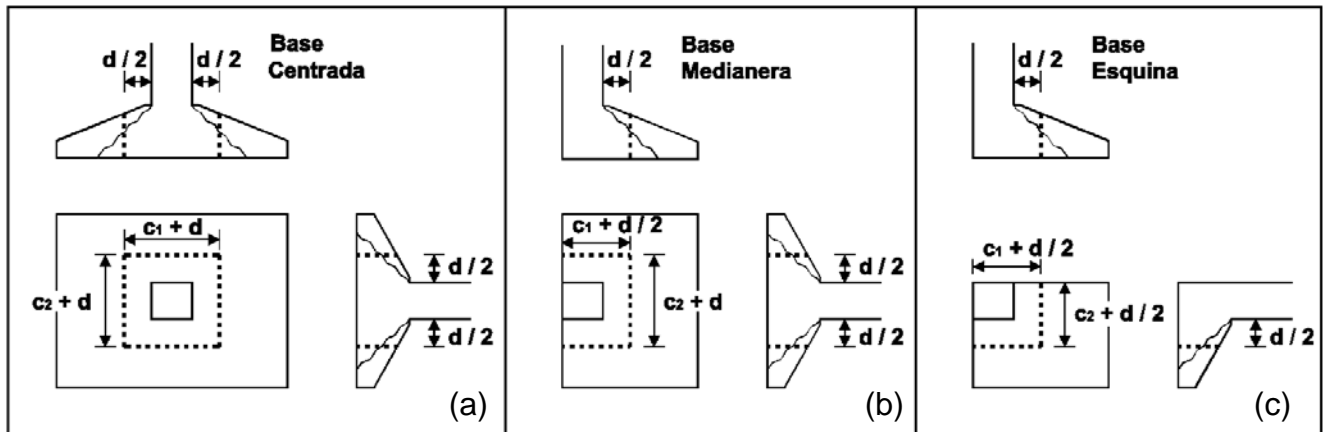 Base
Centrada
d / 2 d / 2
c₁ + d
c₂ + d
d / 2
d / 2
(a)
Base
Medianera
d / 2
c₁ + d / 2
c₂ + d
d / 2
d / 2
(b)
Base
Esquina
d / 2
c₁ + d / 2
c₂ + d / 2
d / 2
(c)